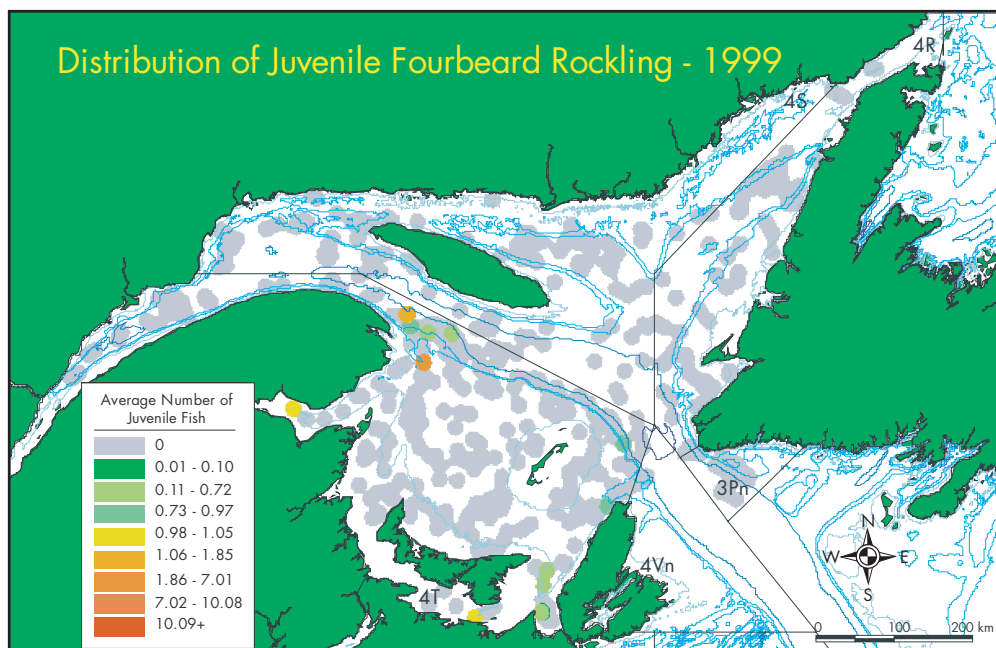 Distribution of Juvenile Fourbeard Rockling - 1999
4R
4S
3Pn
4Vn
4T
Average Number of
Juvenile Fish
0
0.01 - 0.10
0.11 - 0.72
0.73 - 0.97
0.98 - 1.05
1.06 - 1.85
1.86 - 7.01
7.02 - 10.08
10.09+
N
W E
S
0 100 200 km